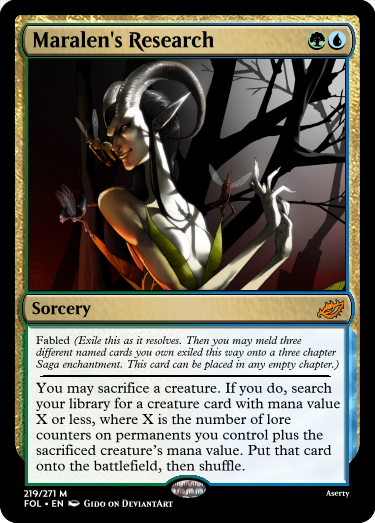 Maralen's Research
Sorcery
Fabled (Exile this as it resolves. Then you may meld three
different named cards you own exiled this way onto a three chapter
Saga enchantment. This card can be placed in any empty chapter.)
You may sacrifice a creature. If you do, search
your library for a creature card with mana value
X or less, where X is the number of lore
counters on permanents you control plus the
sacrificed creature's mana value. Put that card
onto the battlefield, then shuffle.
219/271 M
Aserty
FOL • EN Gido on DeviantArt